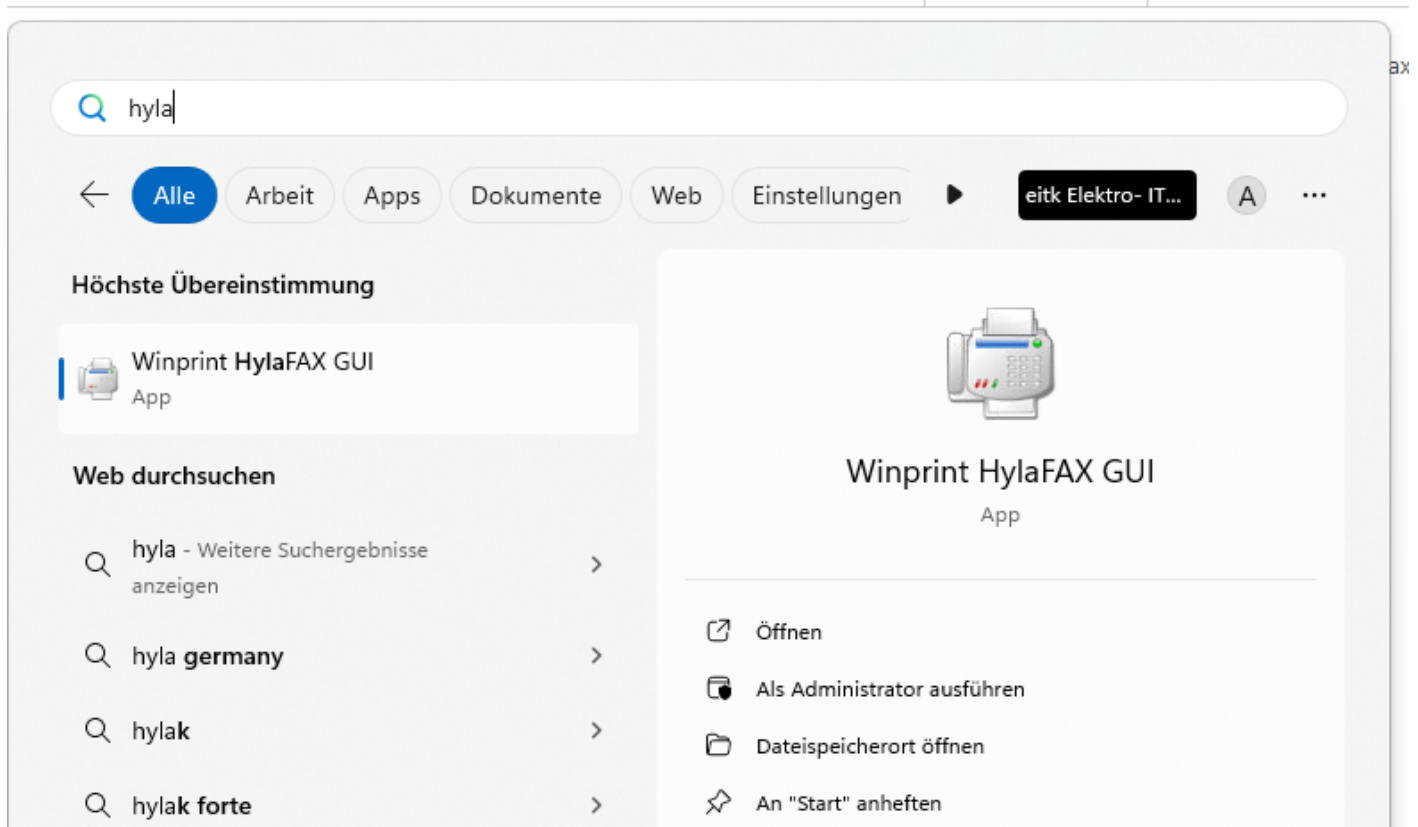 hyla
Alle
Arbeit
Apps
Dokumente
Web
Einstellungen
eitk Elektro- IT...
A
ax
Höchste Übereinstimmung
Winprint HylaFAX GUI
App
Web durchsuchen
hyla - Weitere Suchergebnisse
anzeigen
hyla germany
hylak
hylak forte
Winprint HylaFAX GUI
App
Öffnen
Als Administrator ausführen
Dateispeicherort öffnen
An "Start" anheften